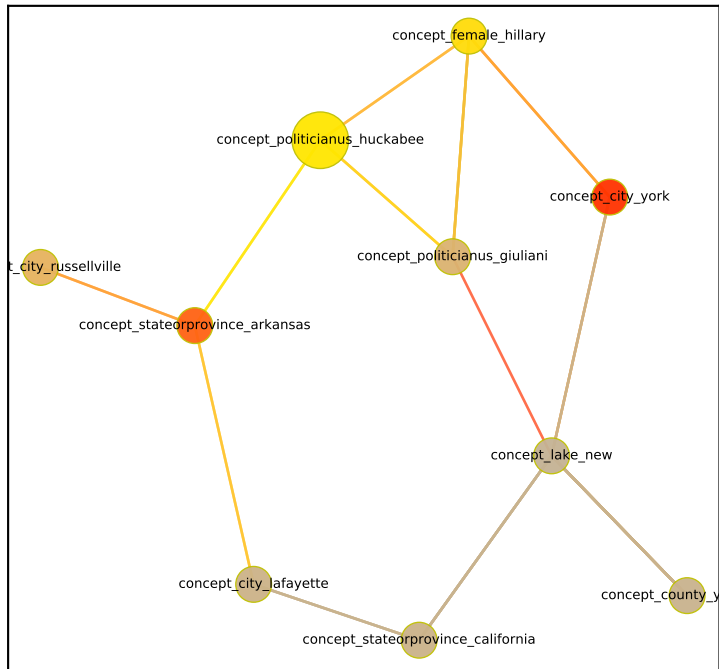 concept_female_hillary
concept_politicianus_huckabee
concept_city_york
concept_politicianus_giuliani
t_city_russellville
concept_stateorprovince_arkansas
concept_lake_new
concept_city_lafayette
concept_county_y
concept_stateorprovince_california